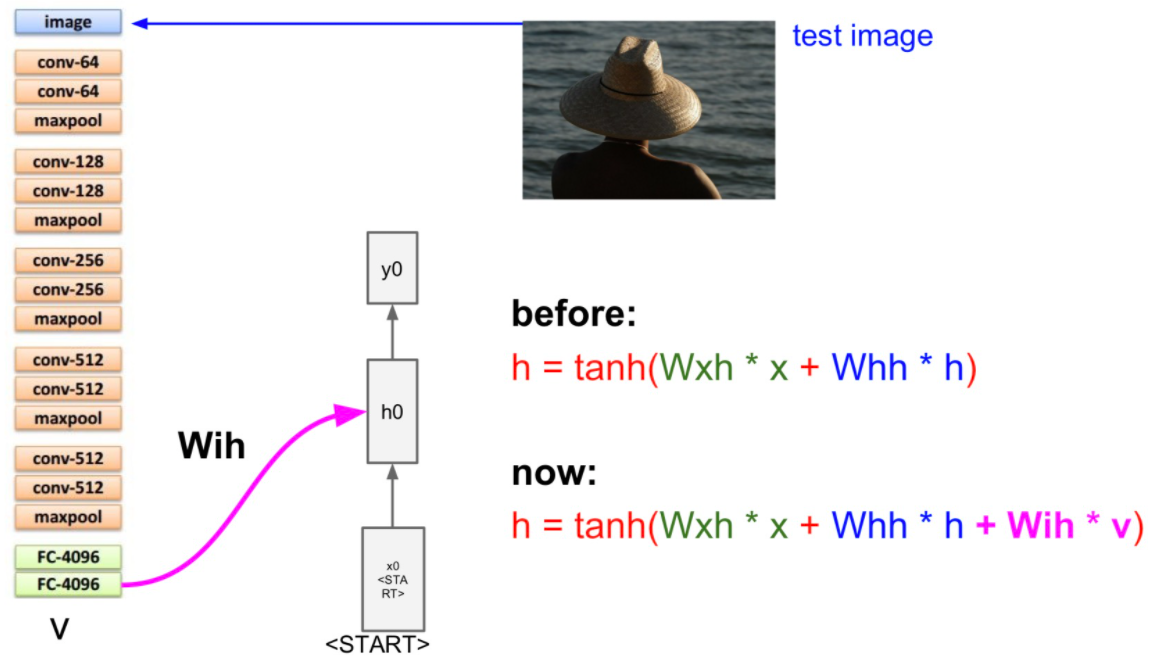 image
test image
conv-64
conv-64
maxpool
conv-128
conv-128
maxpool
conv-256
conv-256
maxpool
conv-512
conv-512
maxpool
conv-512
conv-512
maxpool
FC-4096
FC-4096
v
Wih
y0
h0
x0
<STA
RT>
<START>
before:
h = tanh(Wxh * x + Whh * h)
now:
h = tanh(Wxh * x + Whh * h + Wih * v)